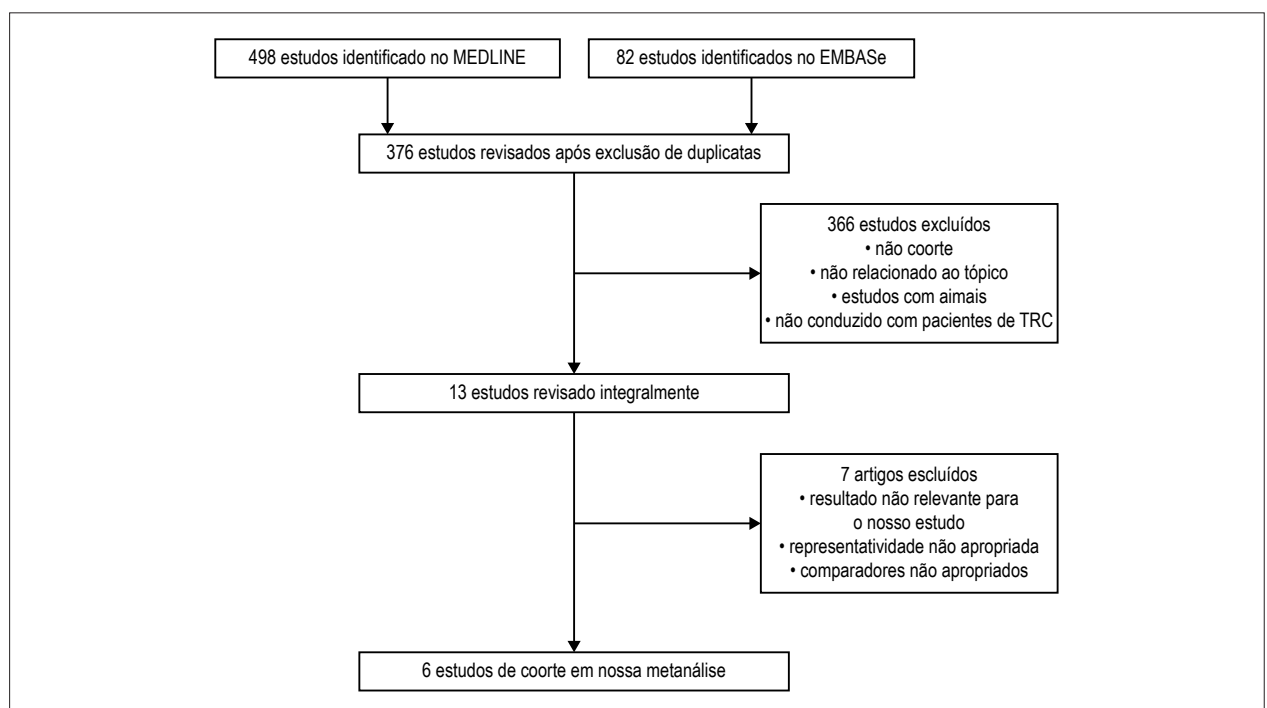 498 estudos identificado no MEDLINE
82 estudos identificados no EMBASe
376 estudos revisados após exclusão de duplicatas
366 estudos excluídos
• não coorte
• não relacionado ao tópico
• estudos com aimais
• não conduzido com pacientes de TRC
13 estudos revisado integralmente
7 artigos escluídos
• resultado não relevante para
o nosso estudo
• representatividade não apropriada
• comparadores não apropriados
6 estudos de coorte em nossa metanálise